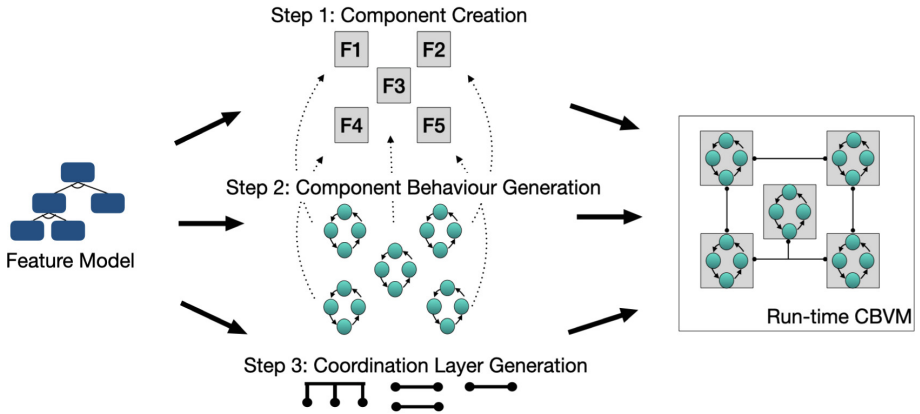 Step 1: Component Creation
F1
F2
F3
F4
F5
Step 2: Component Behaviour Generation
Feature Model
Run-time CBVM
Step 3: Coordination Layer Generation